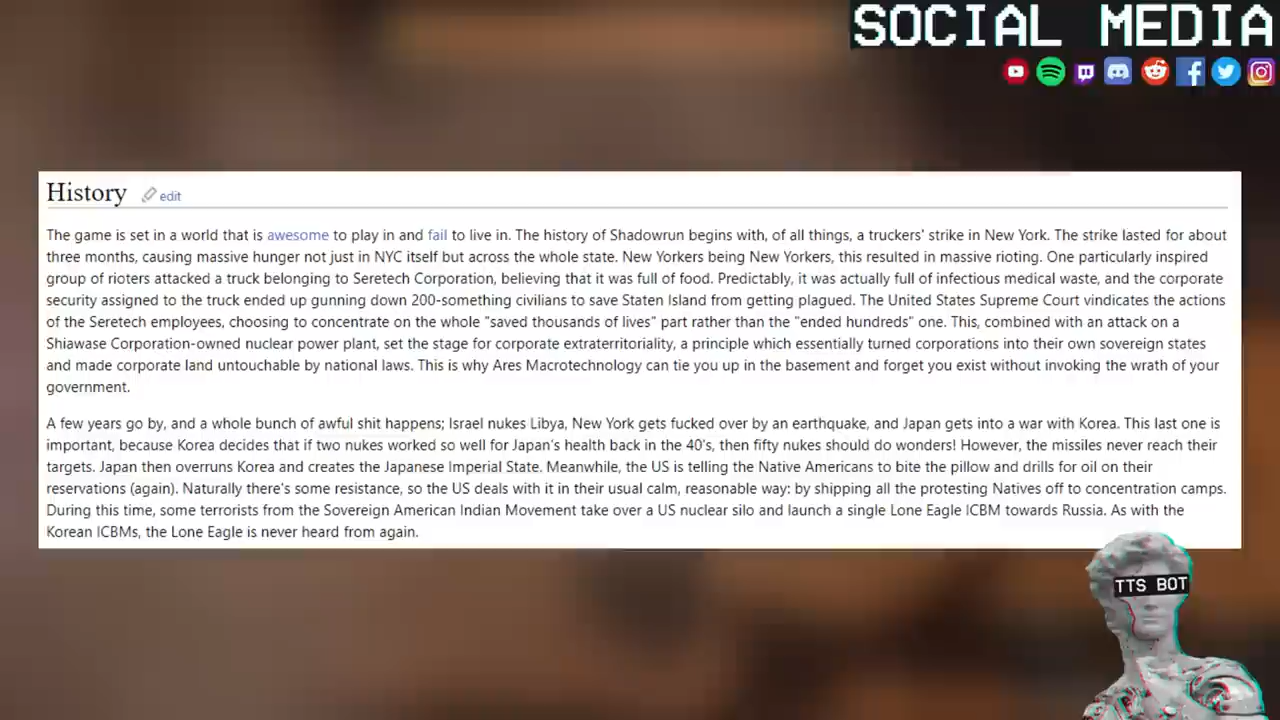 SOCIAL MEDIA
History edit
The game is set in a world that is awesome to play in and fail to live in. The history of Shadowrun begins with, of all things, a truckers' strike in New York. The strike lasted for about
three months, causing massive hunger not just in NYC itself but across the whole state. New Yorkers being New Yorkers, this resulted in massive rioting. One particularly inspired
group of rioters attacked a truck belonging to Seretech Corporation, believing that it was full of food. Predictably, it was actually full of infectious medical waste, and the corporate
security assigned to the truck ended up gunning down 200-something civilians to save Staten Island from getting plagued. The United States Supreme Court vindicates the actions
of the Seretech employees, choosing to concentrate on the whole "saved thousands of lives" part rather than the "ended hundreds" one. This, combined with an attack on a
Shiawase Corporation-owned nuclear power plant, set the stage for corporate extraterritoriality, a principle which essentially turned corporations into their own sovereign states
and made corporate land untouchable by national laws. This is why Ares Macrotechnology can tie you up in the basement and forget you exist without invoking the wrath of your
government.
A few years go by, and a whole bunch of awful shit happens; Israel nukes Libya, New York gets fucked over by an earthquake, and Japan gets into a war with Korea. This last one is
important, because Korea decides that if two nukes worked so well for Japan's health back in the 40's, then fifty nukes should do wonders! However, the missiles never reach their
targets. Japan then overruns Korea and creates the Japanese Imperial State. Meanwhile, the US is telling the Native Americans to bite the pillow and drills for oil on their
reservations (again). Naturally there's some resistance, so the US deals with it in their usual calm, reasonable way: by shipping all the protesting Natives off to concentration camps.
During this time, some terrorists from the Sovereign American Indian Movement take over a US nuclear silo and launch a single Lone Eagle ICBM towards Russia. As with the
Korean ICBMs, the Lone Eagle is never heard from again.
TTS BOT